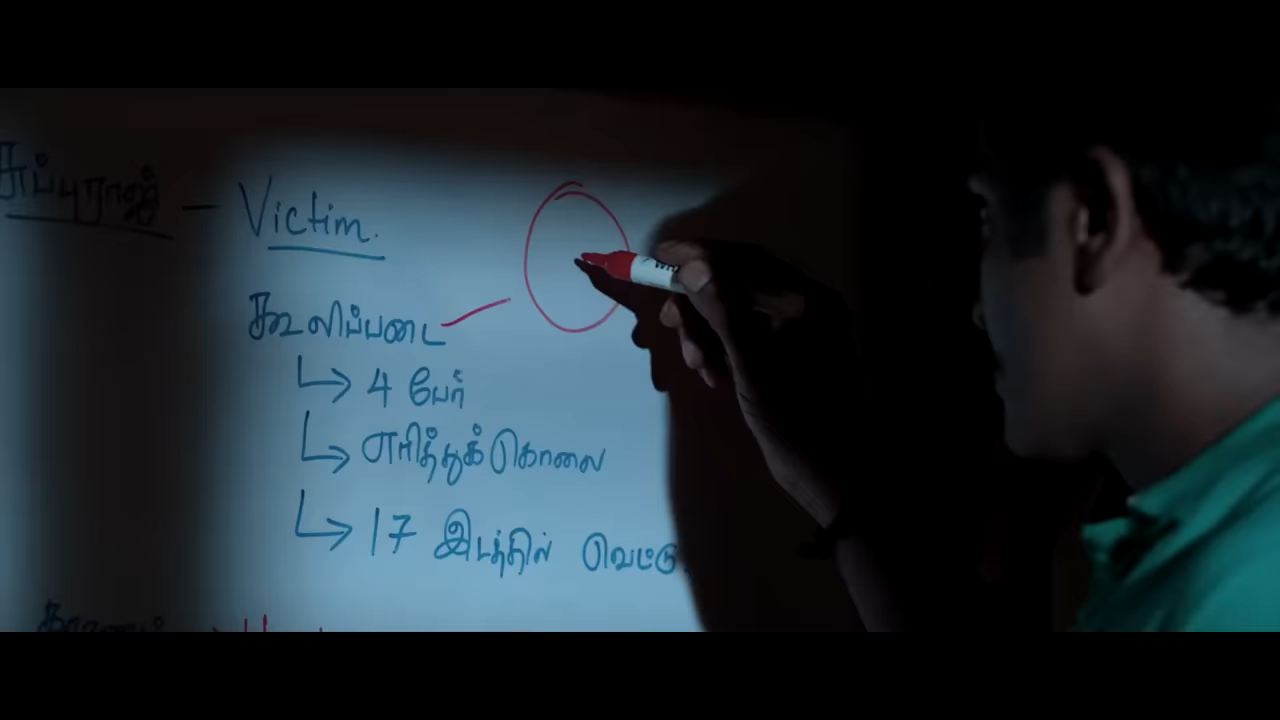 சுப்புராஜ் — Victim.
கூலிப்படை
4 பேர்
எரித்துக்கொலை
17 இடத்தில் வெட்டு